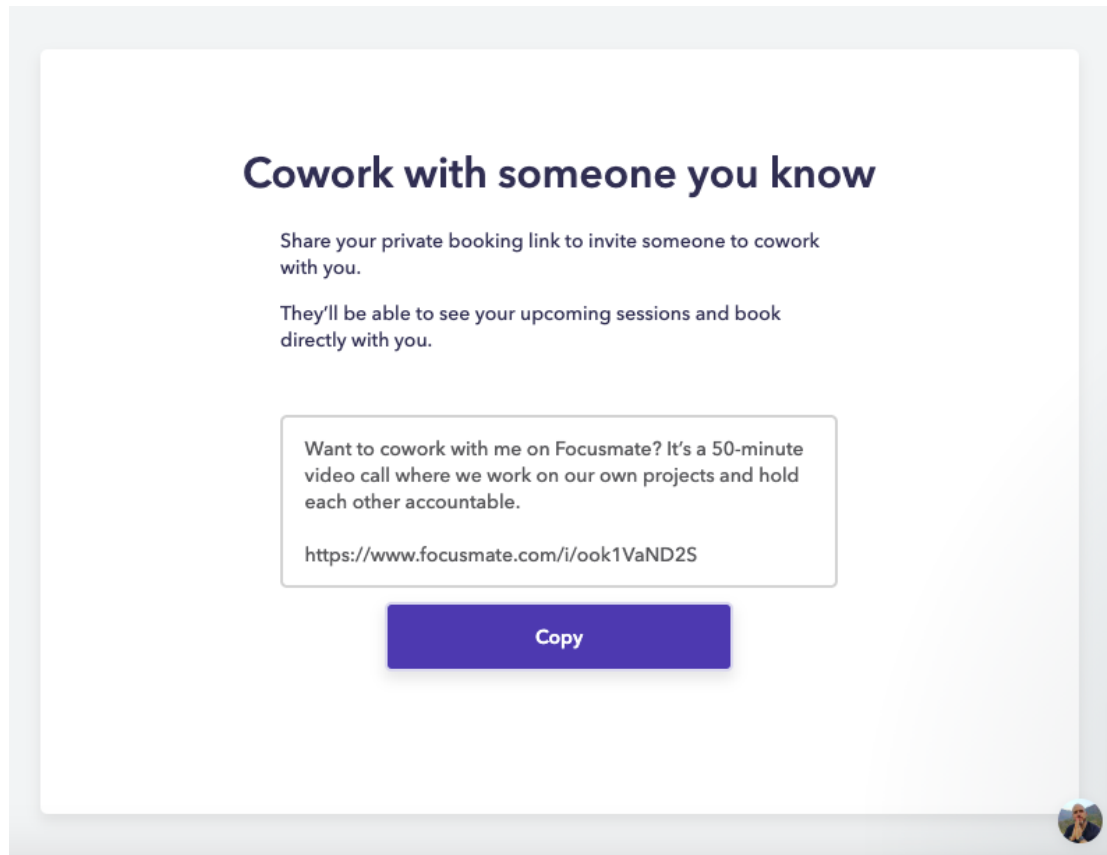 Cowork with someone you know
Share your private booking link to invite someone to cowork
with you.
They’ll be able to see your upcoming sessions and book
directly with you.
Want to cowork with me on Focusmate? It’s a 50-minute
video call where we work on our own projects and hold
each other accountable.
https://www.focusmate.com/i/ook1VaND2S
Copy